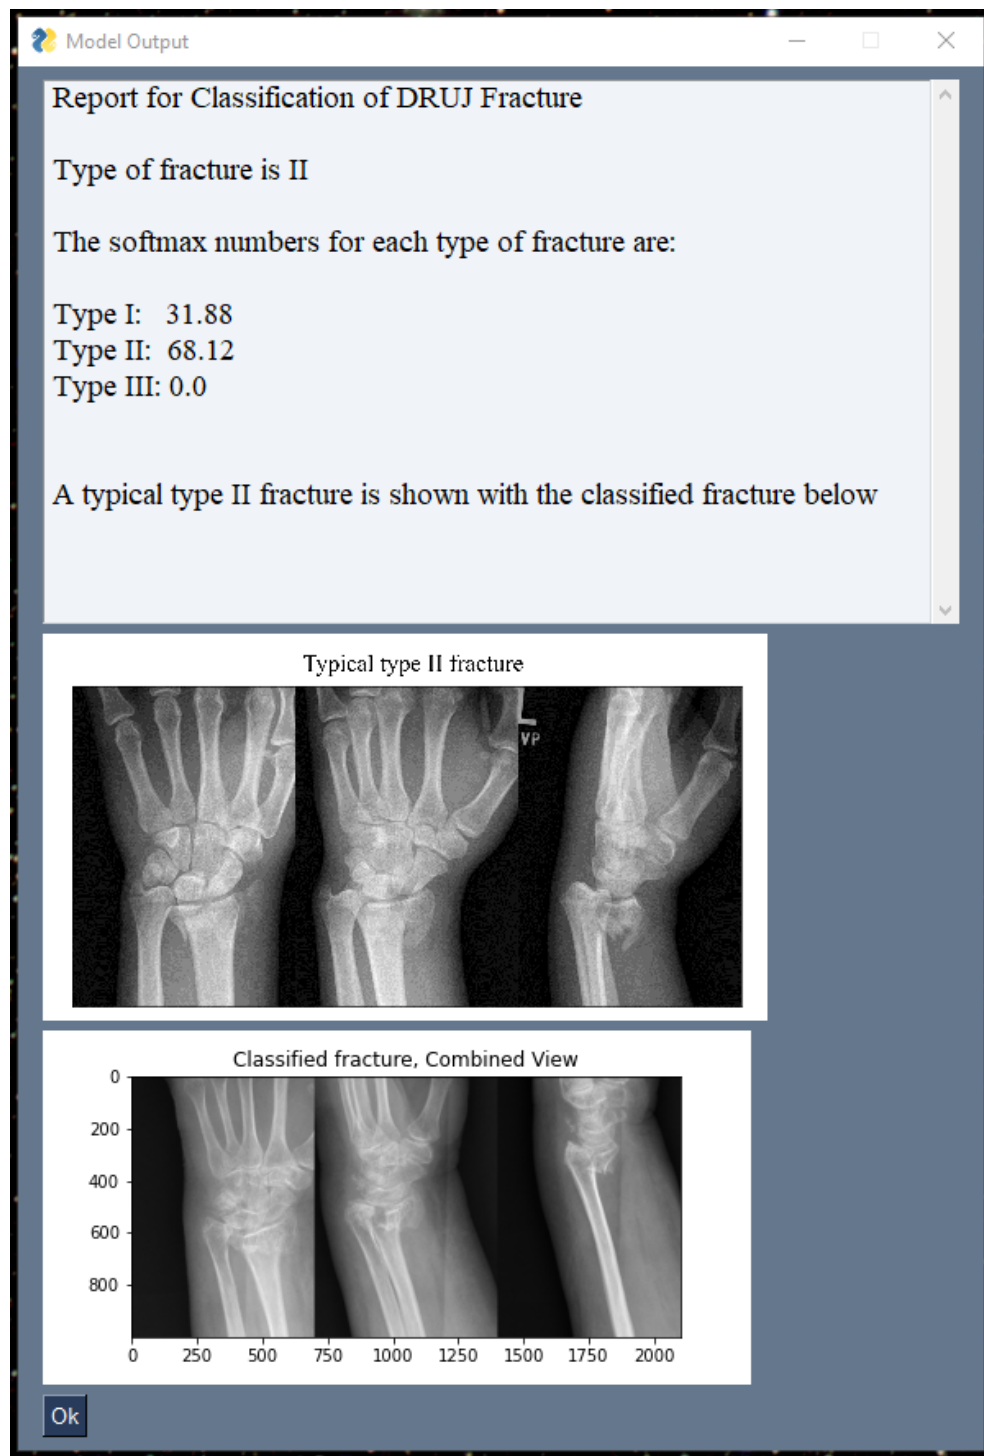 Model Output
Report for Classification of DRUJ Fracture
Type of fracture is II
The softmax numbers for each type of fracture are:
Type I: 31.88
Type II: 68.12
Type III: 0.0
A typical type II fracture is shown with the classified fracture below
Typical type II fracture
L
VP
Classified fracture, Combined View
0
200
400
600
800
0 250 500 750 1000 1250 1500 1750 2000
Ok